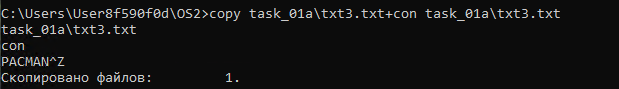 C:\Users\User8f590f0d\OS2>copy task_01a\txt3.txt+con task_01a\txt3.txt
task_01a\txt3.txt
con
PACMAN^Z
Скопировано файлов:         1.